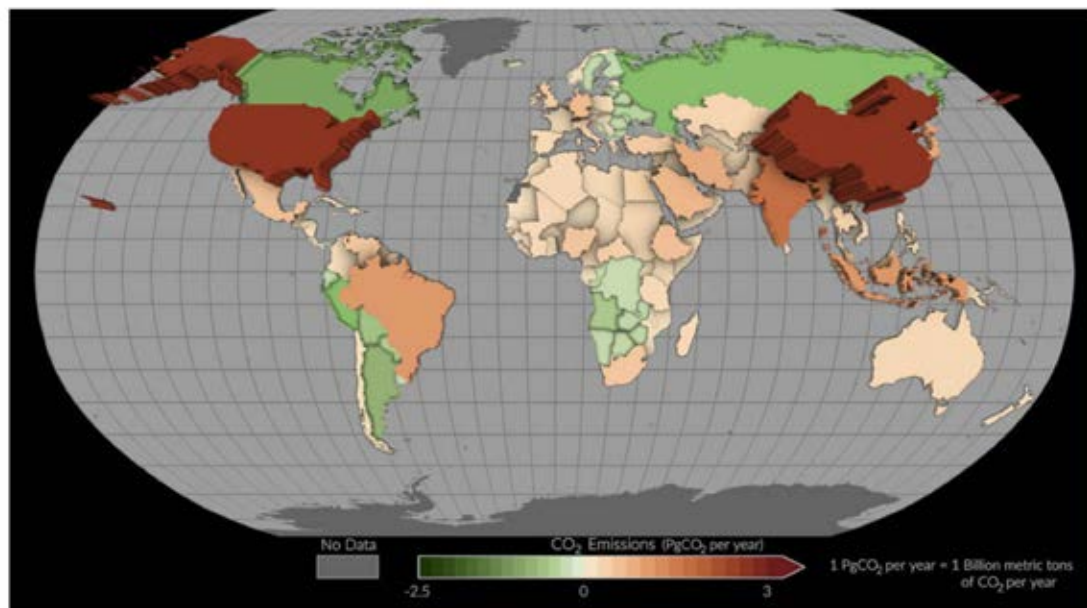 No Data
CO₂ Emissions (PgCO₂ per year)
-2.5 0 3
1 PgCO₂ per year = 1 Billion metric tons
of CO₂ per year